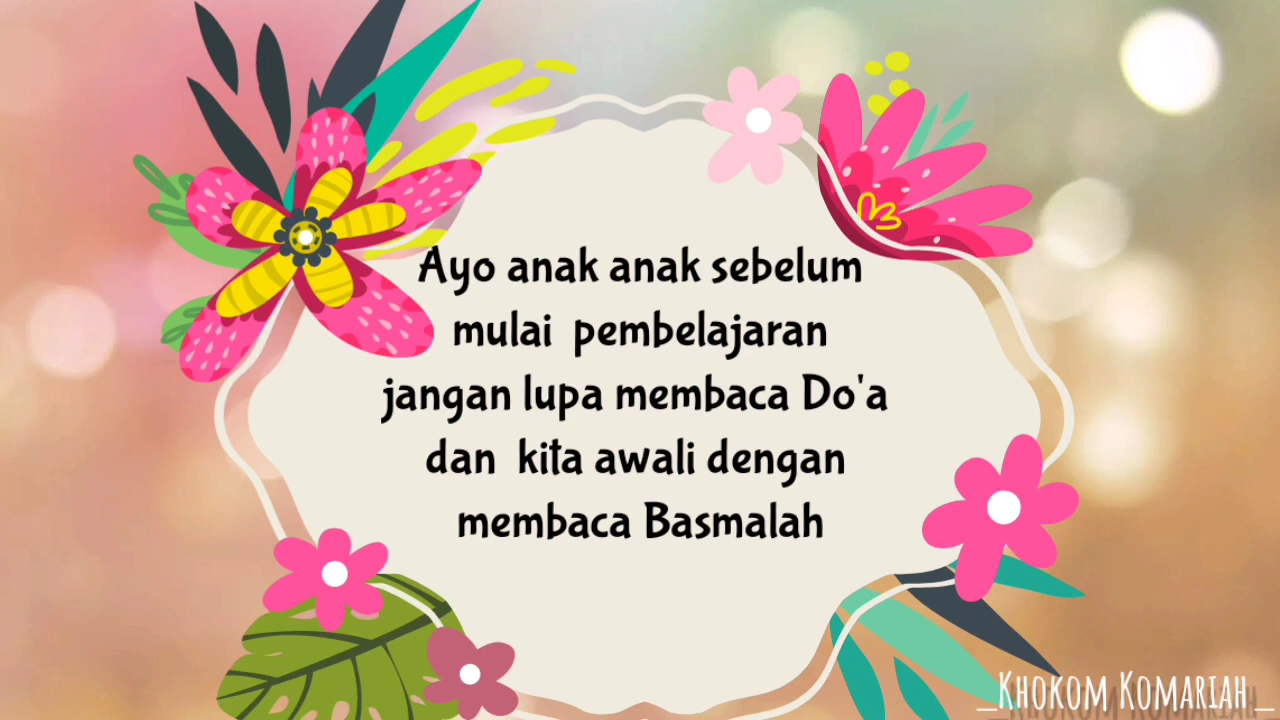 Ayo anak anak sebelum
mulai pembelajaran
jangan lupa membaca Do'a
dan kita awali dengan
membaca Basmalah
_Khokom Komariah_